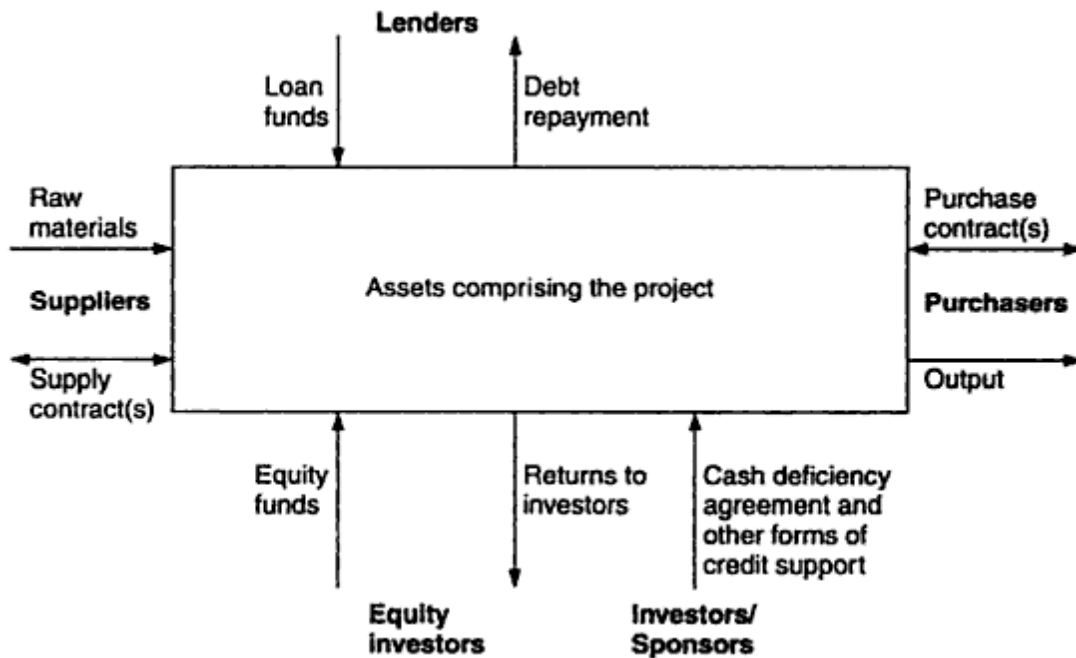 Lenders
Loan
funds
Debt
repayment
Raw
materials
Suppliers
Supply
contract(s)
Assets comprising the project
Purchase
contract(s)
Purchasers
Output
Equity
funds
Returns to
investors
Cash deficiency
agreement and
other forms of
credit support
Equity
investors
Investors/
Sponsors